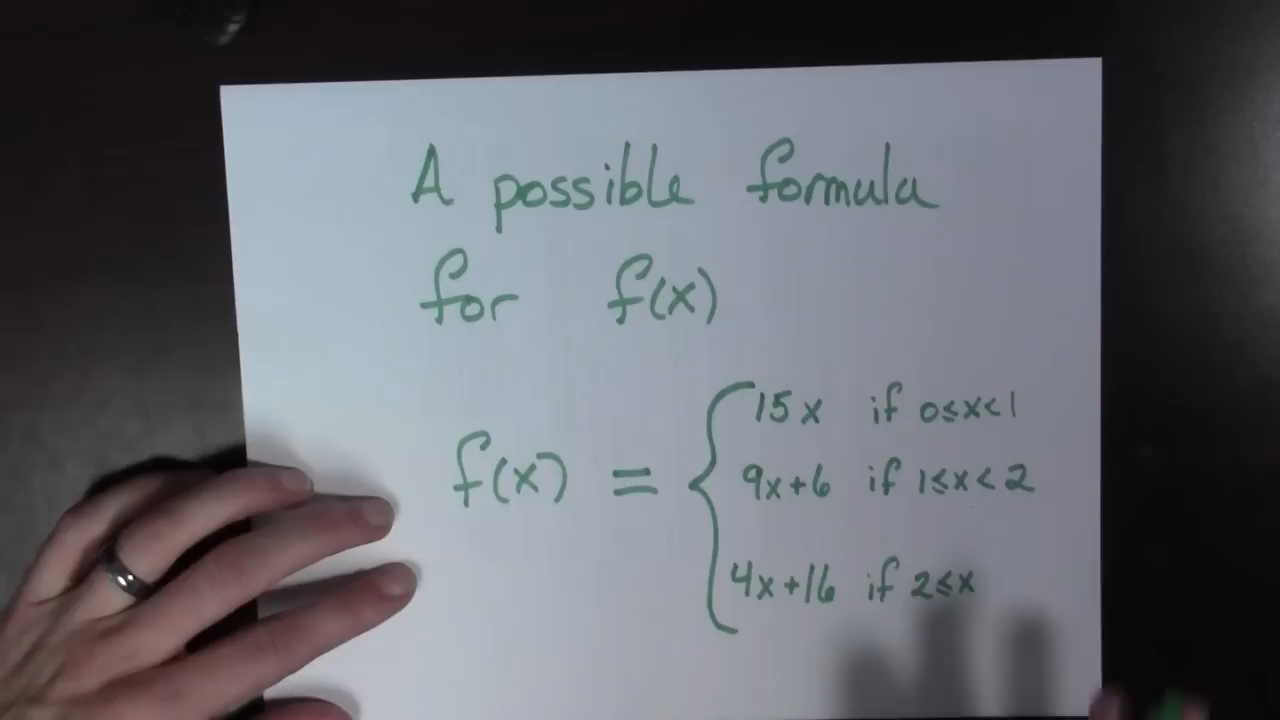 A possible formula
for f(x)
15x if 0≤x<1
f(x) = { 9x+6 if 1≤x<2
4x+16 if 2≤x